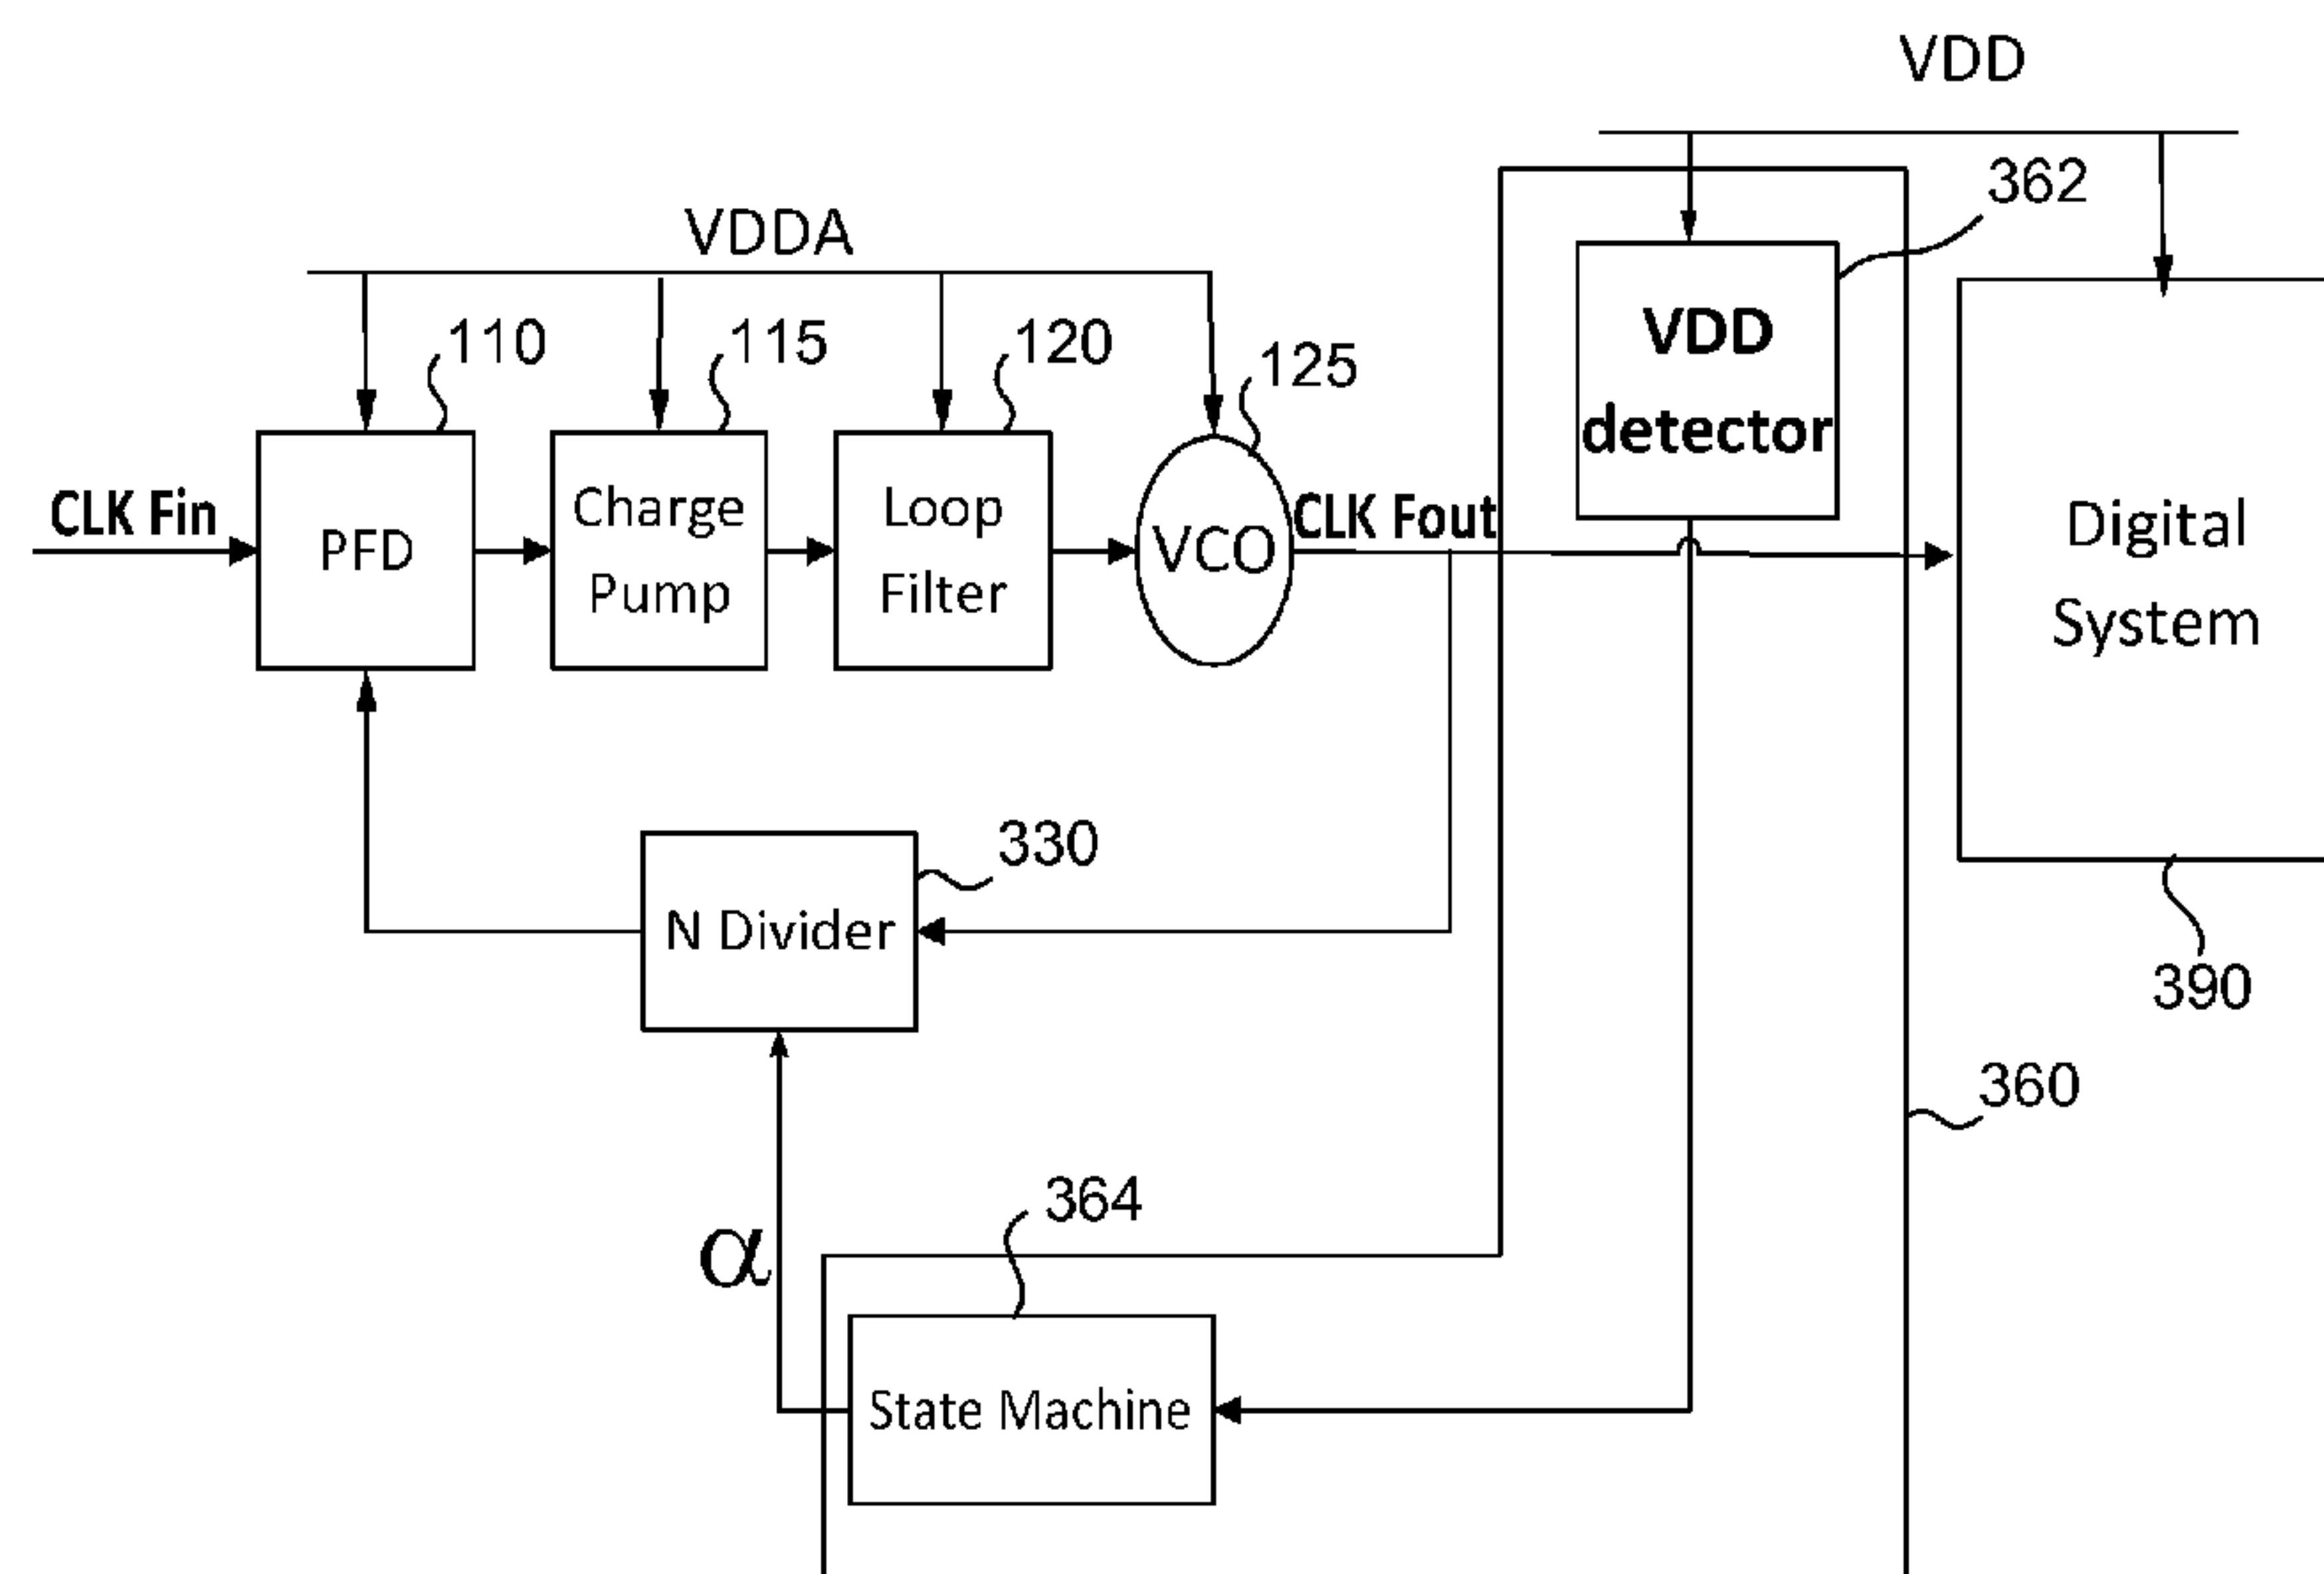 VDD
362
VDDA
110
115
120
125
VDD
detector
CLK Fin
PFD
Charge
Pump
Loop
Filter
VCO
CLK Fout
Digital
System
330
N Divider
390
360
364
α
State Machine